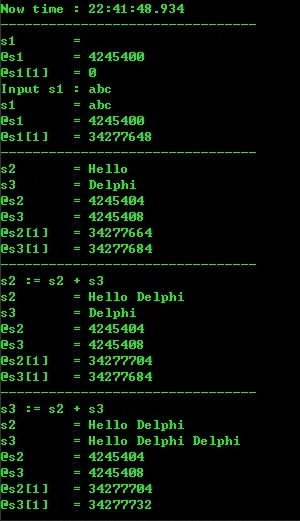 Now time : 22:41:48.934
--------------------------------
s1      =
@s1     = 4245400
@s1[1]  = 0
Input s1 : abc
s1      = abc
@s1     = 4245400
@s1[1]  = 34277648
--------------------------------
s2      = Hello
s3      = Delphi
@s2     = 4245404
@s3     = 4245408
@s2[1]  = 34277664
@s3[1]  = 34277684
--------------------------------
s2 := s2 + s3
s2      = Hello Delphi
s3      = Delphi
@s2     = 4245404
@s3     = 4245408
@s2[1]  = 34277704
@s3[1]  = 34277684
--------------------------------
s3 := s2 + s3
s2      = Hello Delphi
s3      = Hello Delphi Delphi
@s2     = 4245404
@s3     = 4245408
@s2[1]  = 34277704
@s3[1]  = 34277732